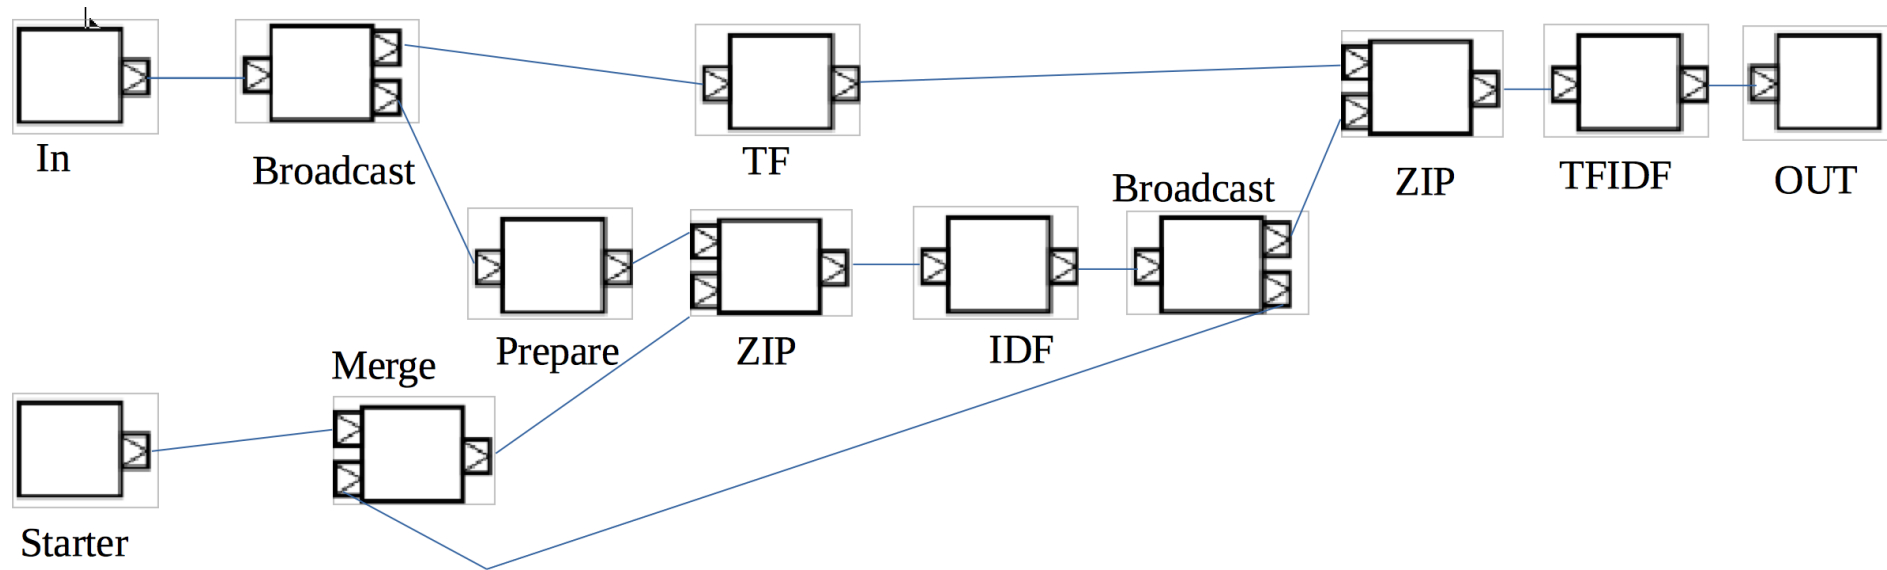 In
Broadcast
TF
Broadcast
ZIP
TFIDF
OUT
Prepare
ZIP
IDF
Merge
Starter